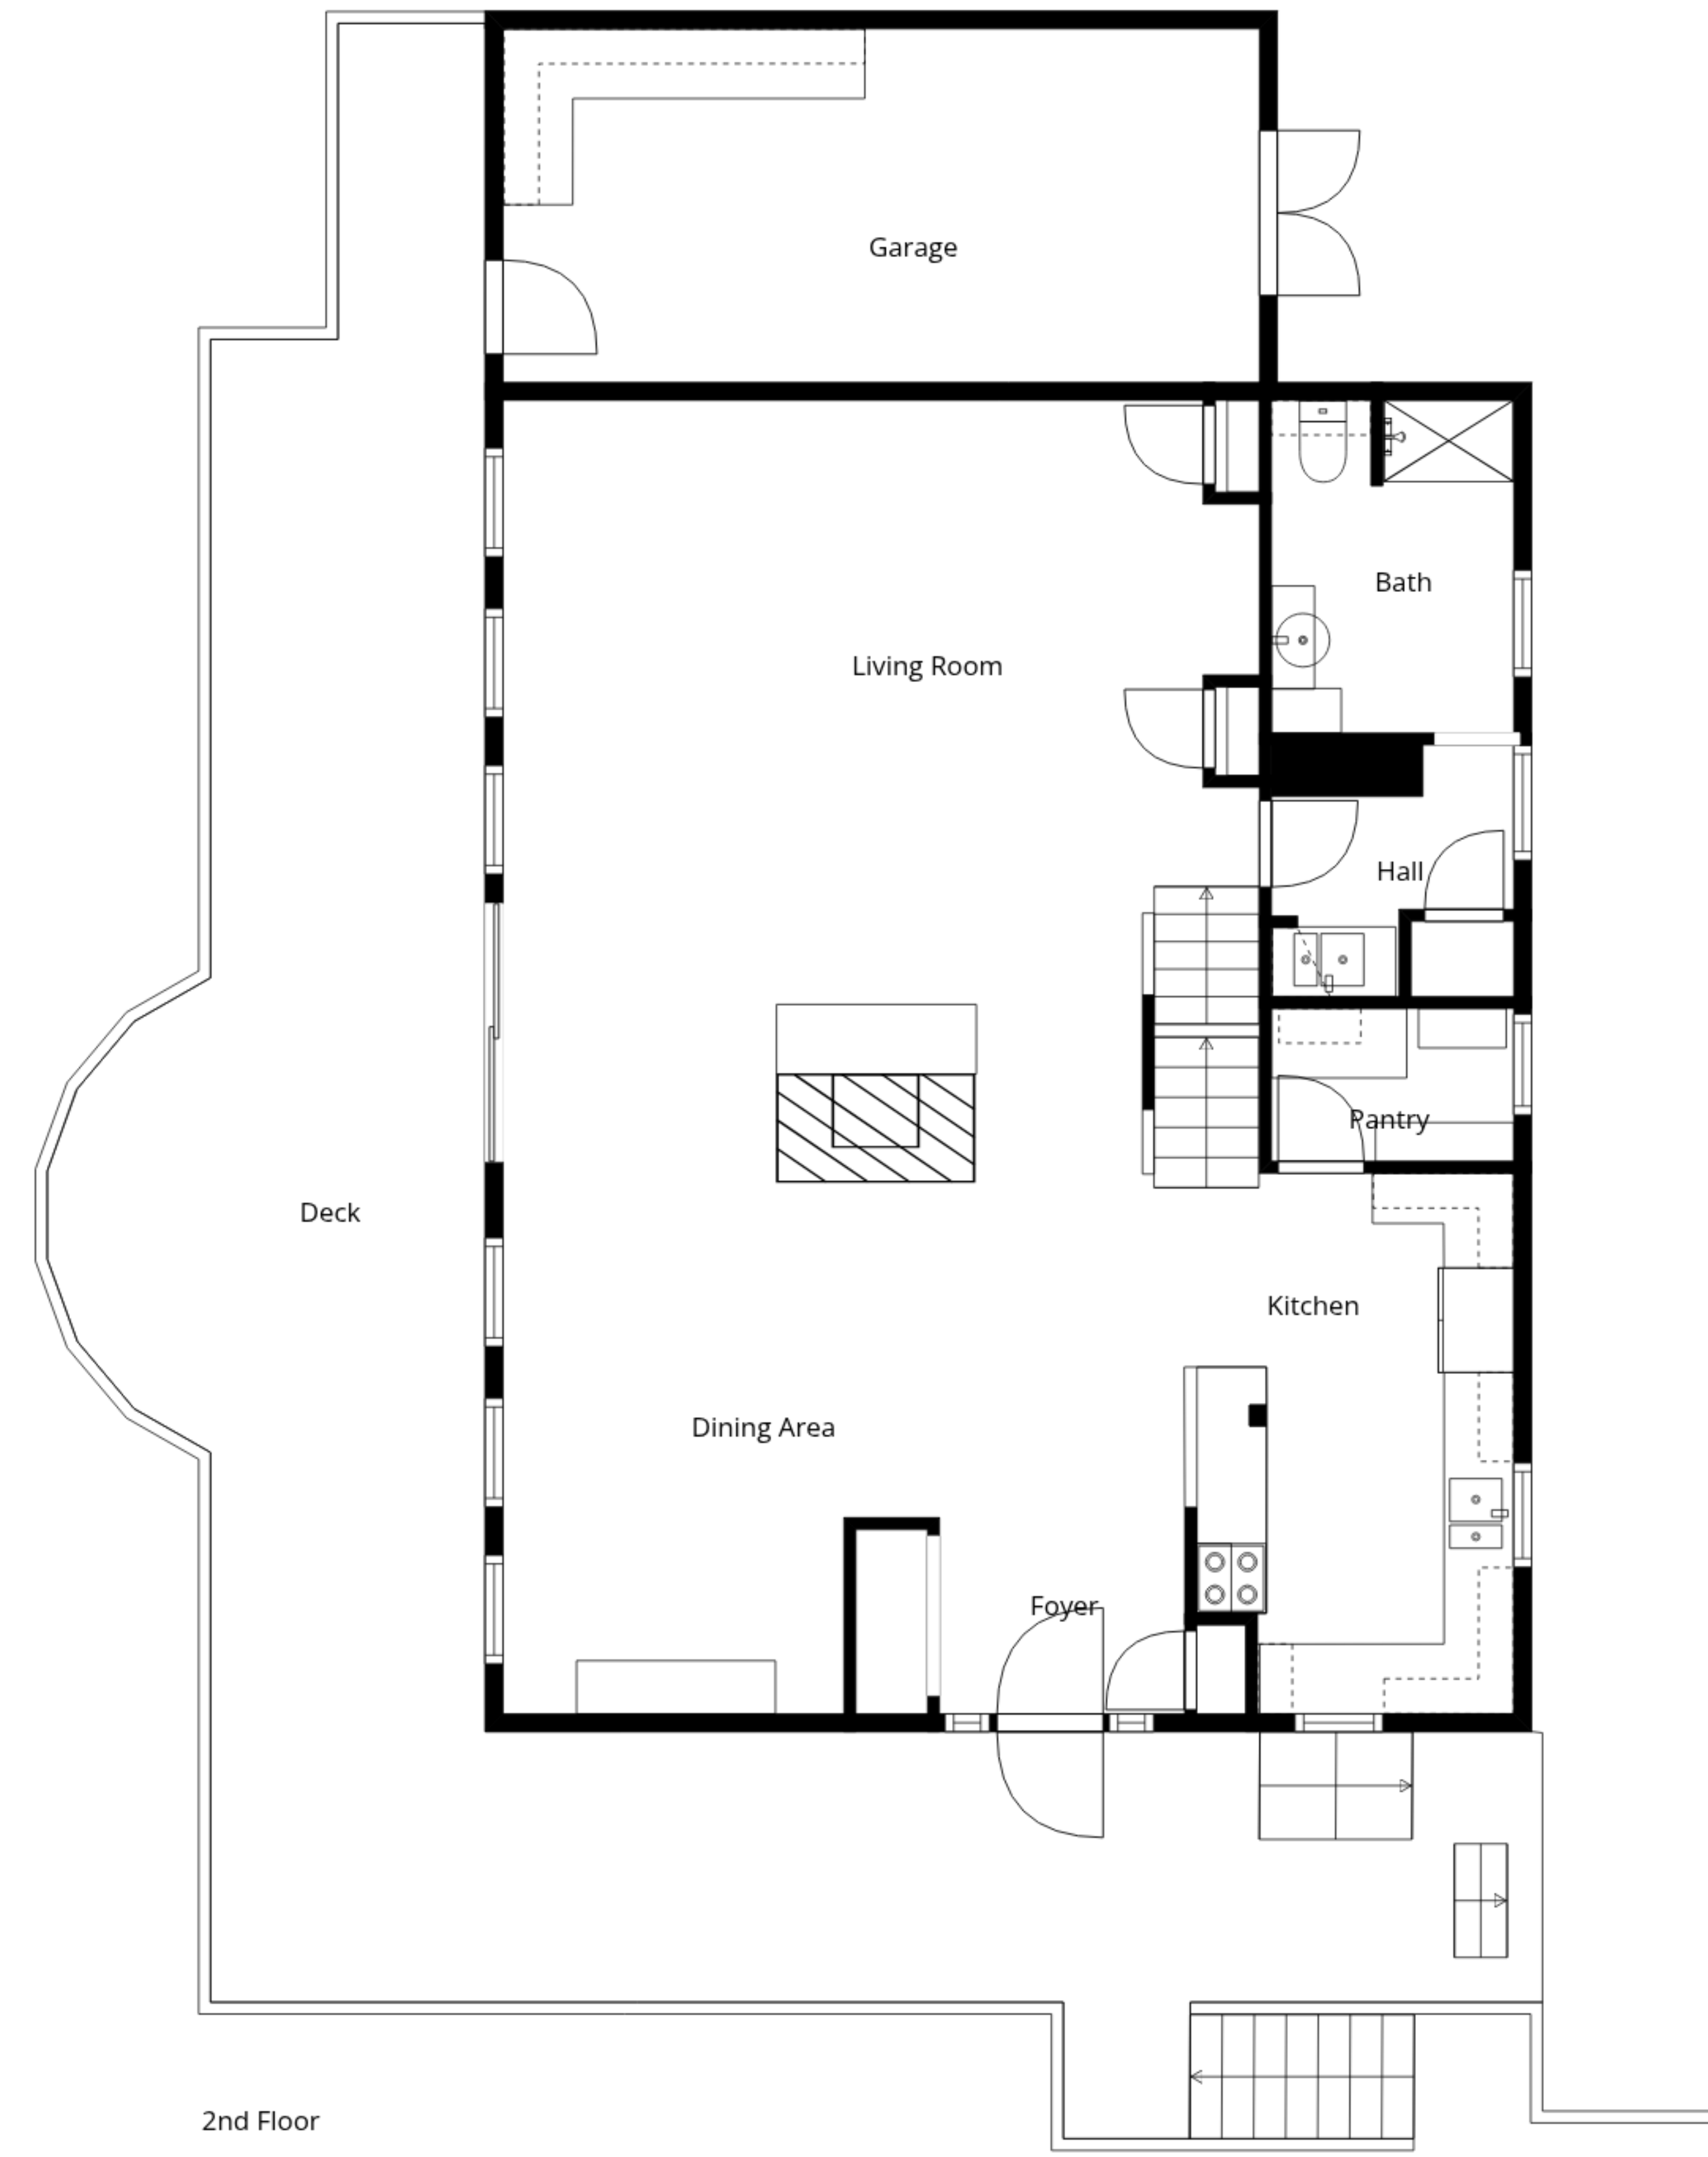 Garage
Bath
Living Room
Hall
Pantry
Deck
Kitchen
Dining Area
Foyer
2nd Floor